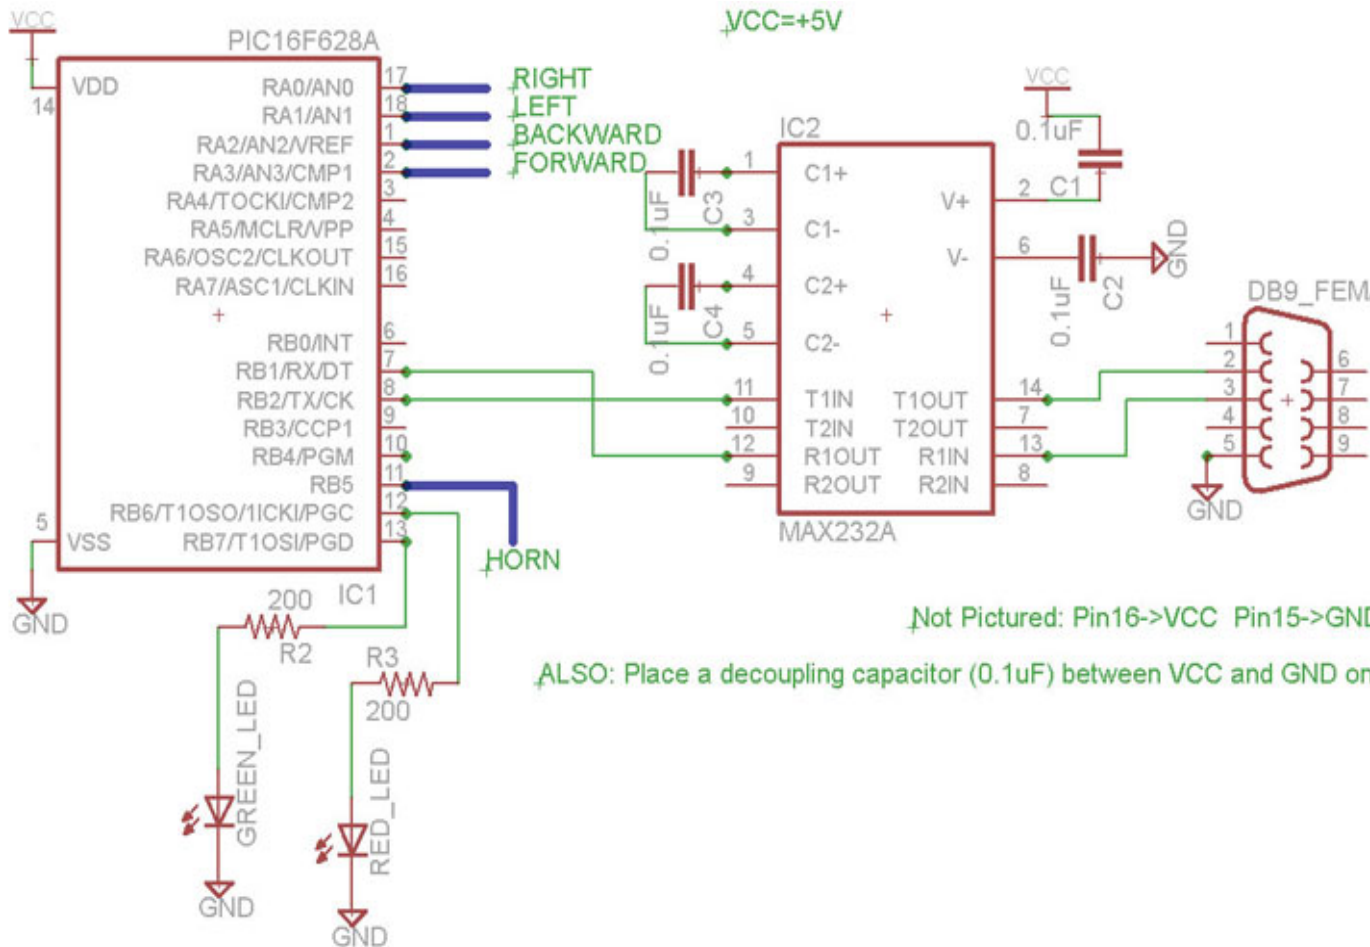 VCC
VCC=+5V
PIC16F628A
14
VDD
RA0/AN0
17
RIGHT
RA1/AN1
18
LEFT
RA2/AN2/VREF
1
BACKWARD
RA3/AN3/CMP1
2
FORWARD
RA4/TOCKI/CMP2
3
RA5/MCLR/VPP
4
RA6/OSC2/CLKOUT
15
RA7/ASC1/CLKIN
16
RB0/INT
6
RB1/RX/DT
7
RB2/TX/CK
8
RB3/CCP1
9
RB4/PGM
10
RB5
11
RB6/T1OSO/1ICKI/PGC
12
RB7/T1OSI/PGD
13
5
VSS
GND
IC1
HORN
200
R2
R3
200
GREEN_LED
GND
RED_LED
GND
IC2
0.1uF
C3
0.1uF
C4
1
C1+
3
C1-
4
C2+
5
C2-
11
T1IN
10
T2IN
12
R1OUT
9
R2OUT
VCC
0.1uF
C1
V+
2
V-
6
0.1uF
C2
GND
T1OUT
14
T2OUT
7
R1IN
13
R2IN
8
MAX232A
DB9_FEM
1
2
3
4
5
6
7
8
9
GND
Not Pictured: Pin16->VCC Pin15->GND
ALSO: Place a decoupling capacitor (0.1uF) between VCC and GND on